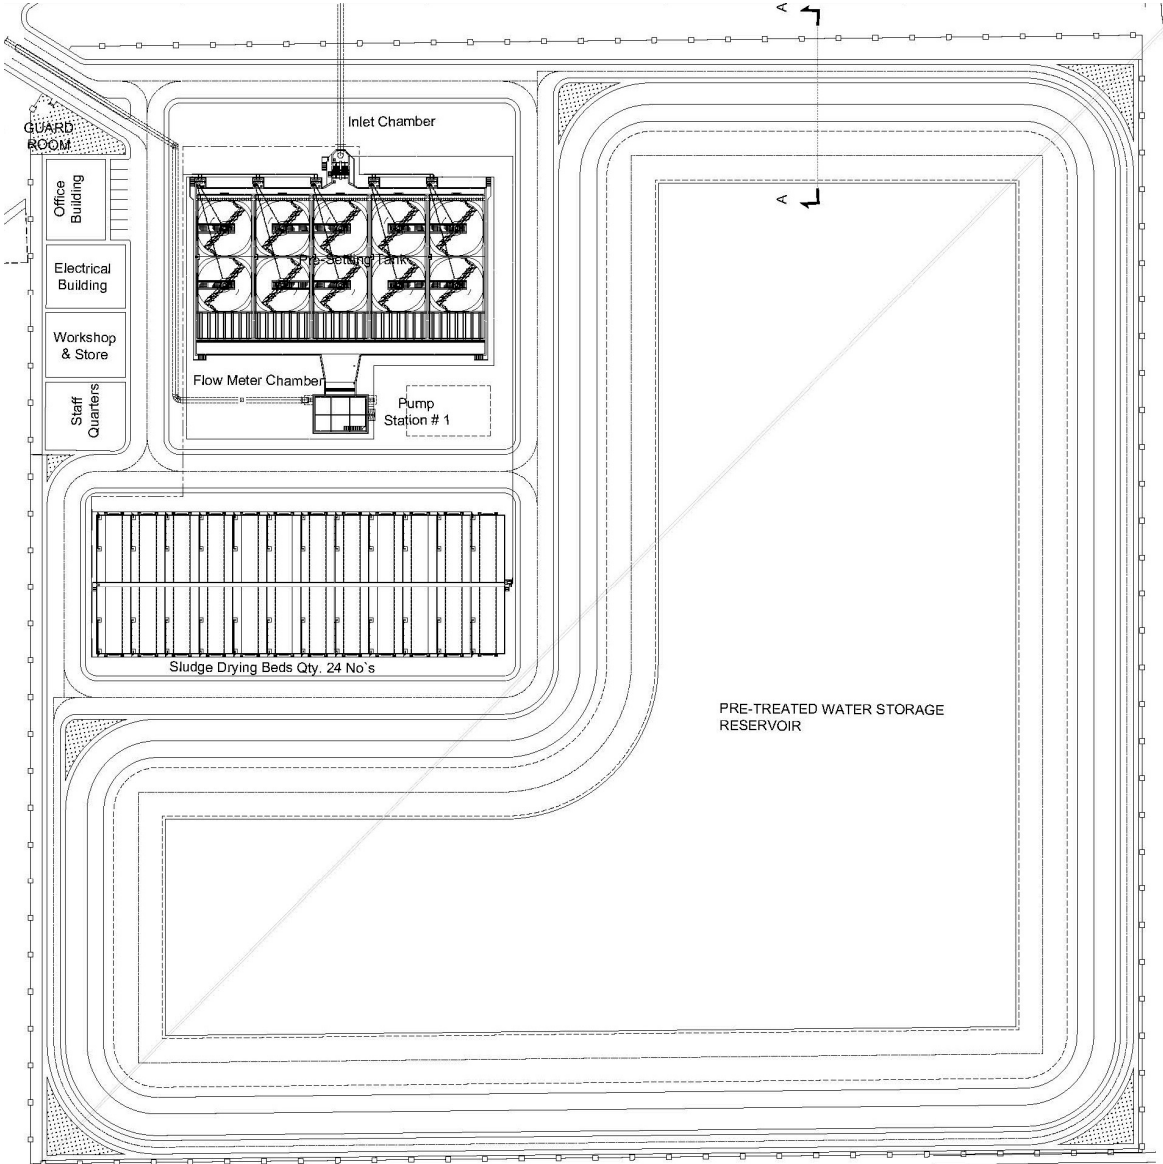 A
Inlet Chamber
GUARD
ROOM
Office
Building
A
Pre-Settling Tank
Electrical
Building
Workshop
& Store
Flow Meter Chamber
Staff
Quarters
Pump
Station # 1
Sludge Drying Beds Qty. 24 No`s
PRE-TREATED WATER STORAGE
RESERVOIR